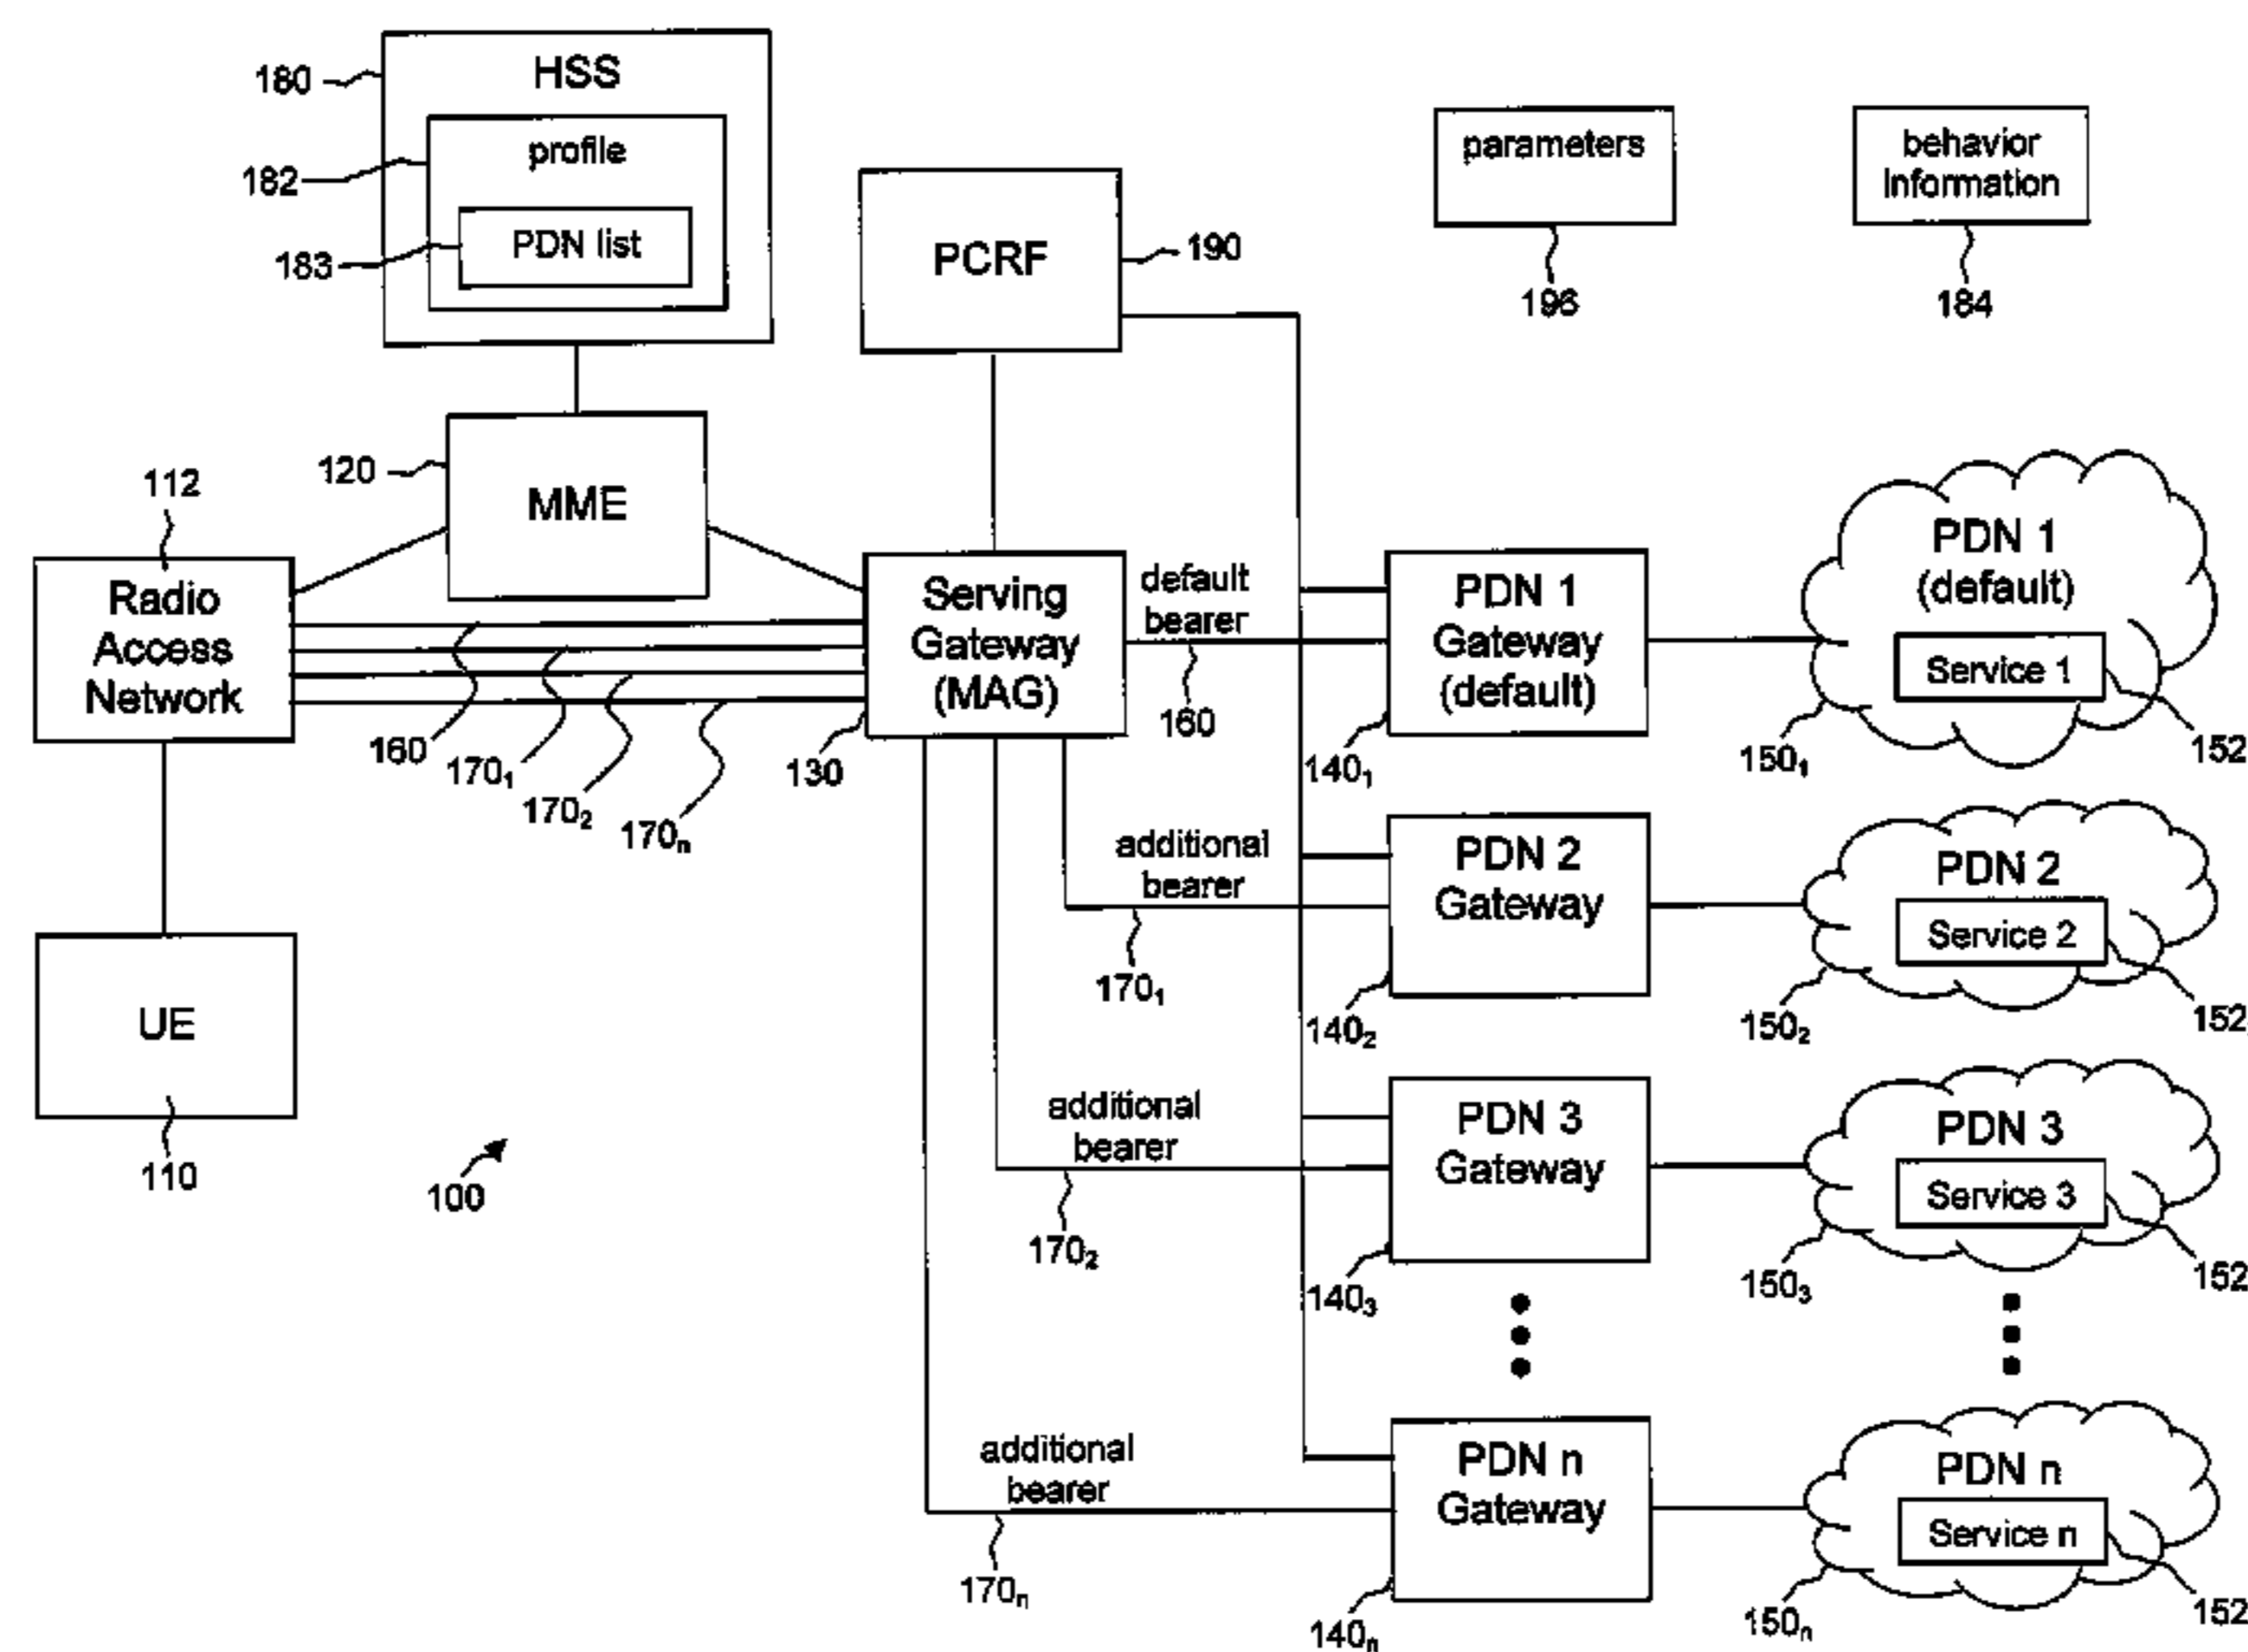 HSS
180
profile
182
PDN list
183
parameters
196
behavior
Information
184
PCRF
190
120
MME
112
Radio
Access
Network
160
170₁
170₂
170ₙ
Serving
Gateway
(MAG)
130
default
bearer
160
PDN 1
Gateway
(default)
140₁
PDN 1
(default)
Service 1
150₁
152
additional
bearer
170₁
PDN 2
Gateway
140₂
PDN 2
Service 2
150₂
152
UE
110
100
additional
bearer
170₂
PDN 3
Gateway
140₃
PDN 3
Service 3
150₃
152
additional
bearer
170ₙ
PDN n
Gateway
140ₙ
PDN n
Service n
150ₙ
152